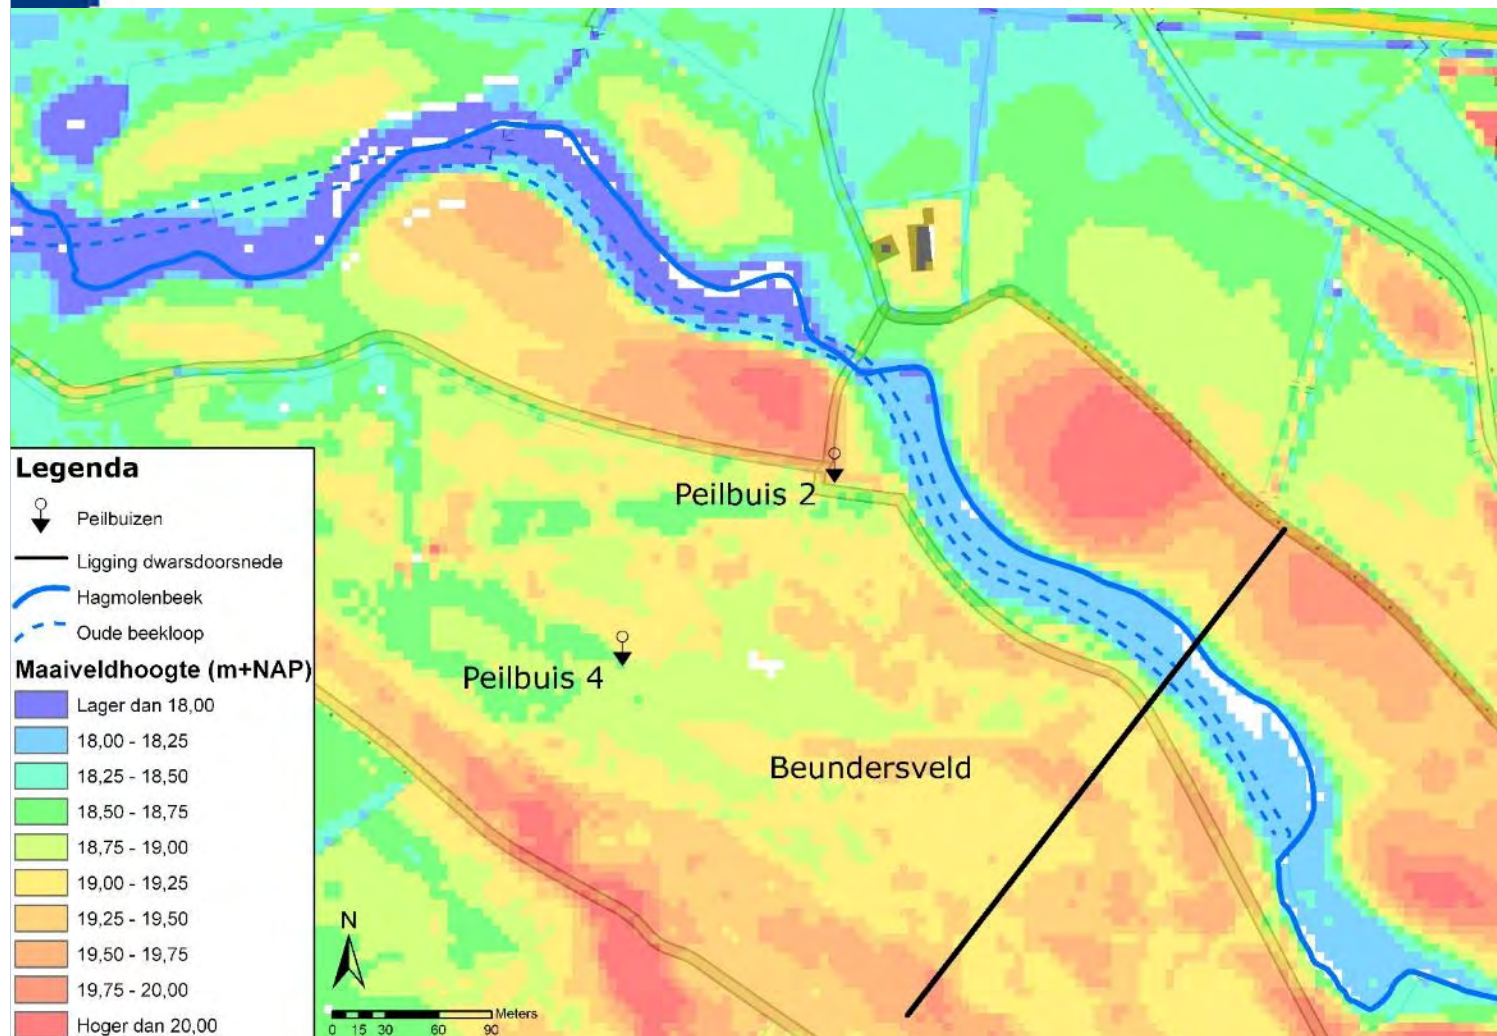 Peilbuis 2
Peilbuis 4
Beundersveld
Legenda
Peilbuizen
Ligging dwarsdoorsnede
Hagmolenbeek
Oude beekloop
Maaiveldhoogte (m+NAP)
Lager dan 18,00
18,00 - 18,25
18,25 - 18,50
18,50 - 18,75
18,75 - 19,00
19,00 - 19,25
19,25 - 19,50
19,50 - 19,75
19,75 - 20,00
Hoger dan 20,00
N
Meters
0 15 30 60 90